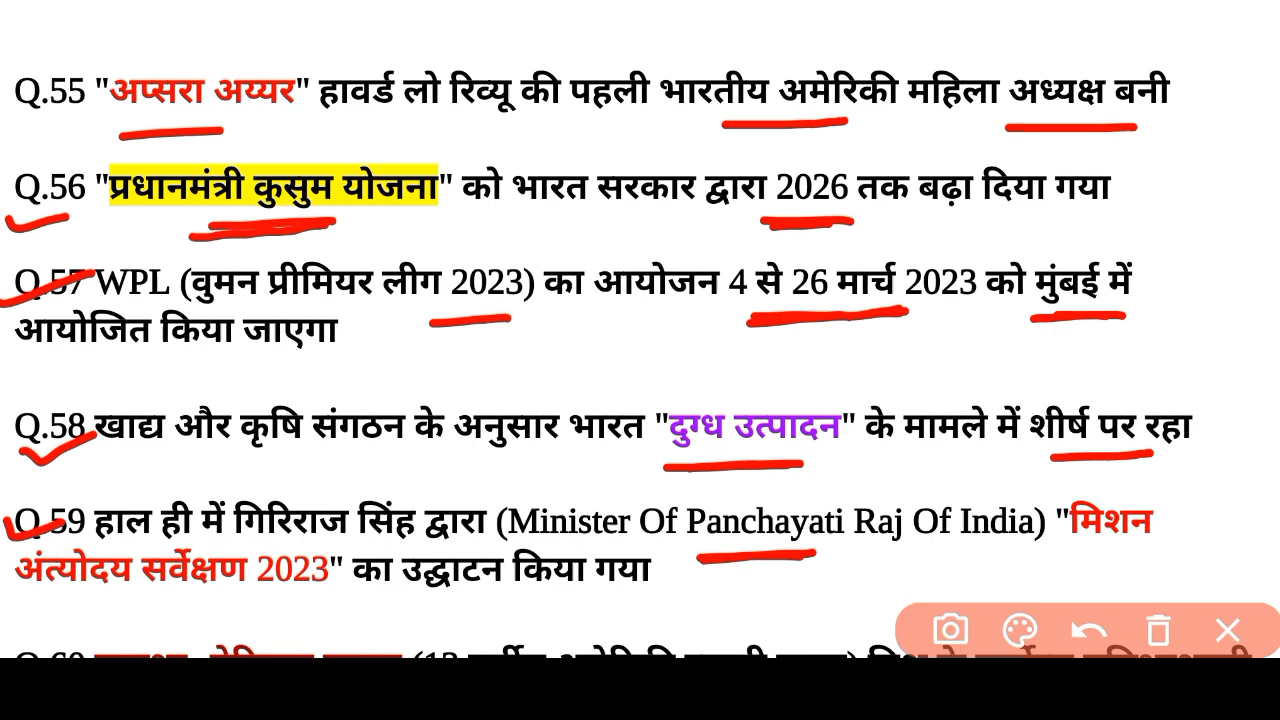 Q.55 "अप्सरा अय्यर" हावर्ड लो रिव्यू की पहली भारतीय अमेरिकी महिला अध्यक्ष बनी
Q.56 "प्रधानमंत्री कुसुम योजना" को भारत सरकार द्वारा 2026 तक बढ़ा दिया गया
Q.57 WPL (वुमन प्रीमियर लीग 2023) का आयोजन 4 से 26 मार्च 2023 को मुंबई में
आयोजित किया जाएगा
Q.58 खाद्य और कृषि संगठन के अनुसार भारत "दुग्ध उत्पादन" के मामले में शीर्ष पर रहा
Q.59 हाल ही में गिरिराज सिंह द्वारा (Minister Of Panchayati Raj Of India) "मिशन
अंत्योदय सर्वेक्षण 2023" का उद्घाटन किया गया
Q.60